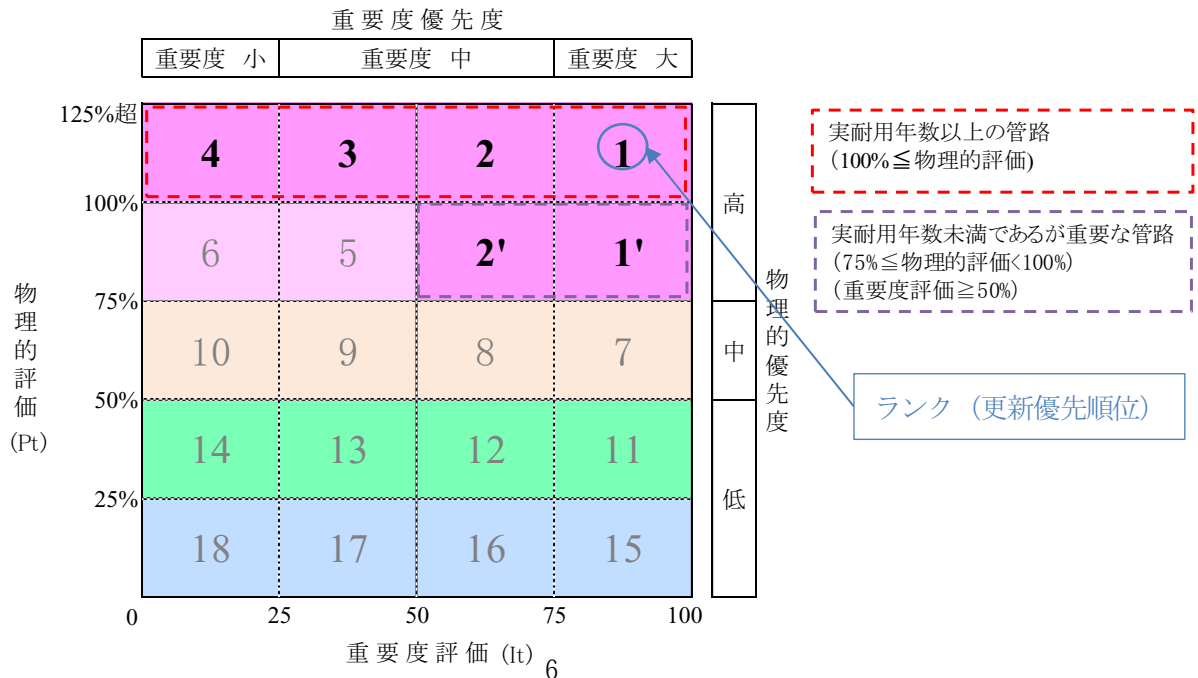 重要度優先度
重要度 小 重要度 中 重要度 大
125%超
4 3 2 1
100%
6 5 2' 1'
75%
10 9 8 7
50%
14 13 12 11
25%
18 17 16 15
0 25 50 75 100
重要度評価 (It)
物理的評価
(Pt)
高
中
低
物理的優先度
実耐用年数以上の管路
(100%≦物理的評価)
実耐用年数未満であるが重要な管路
(75%≦物理的評価<100%)
(重要度評価≧50%)
ランク（更新優先順位）
6